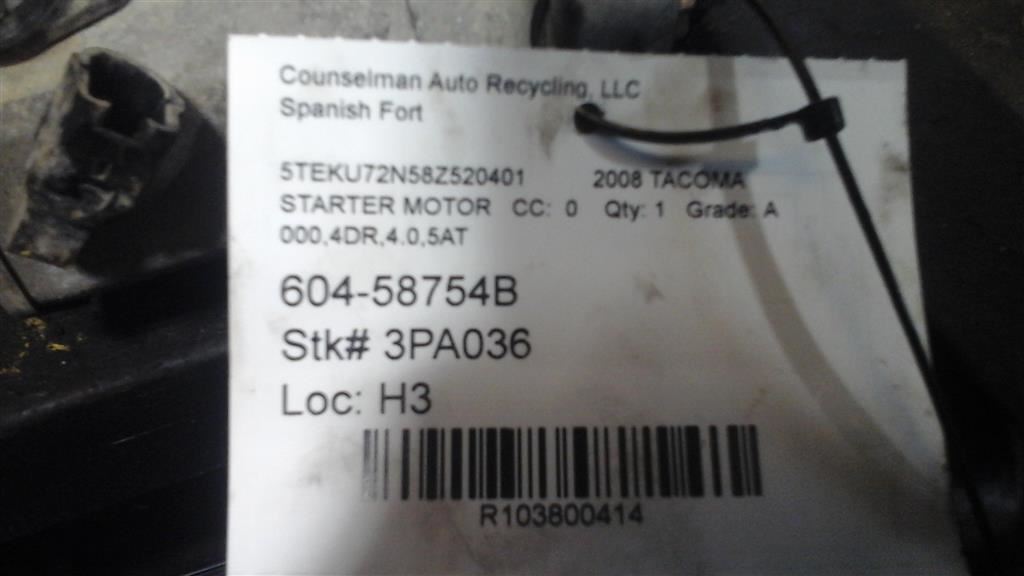 Counselman Auto Recycling, LLC
Spanish Fort
5TEKU72N58Z520401 2008 TACOMA
STARTER MOTOR CC: 0 Qty: 1 Grade: A
000,4DR,4.0,5AT
604-58754B
Stk# 3PA036
Loc: H3
R103800414